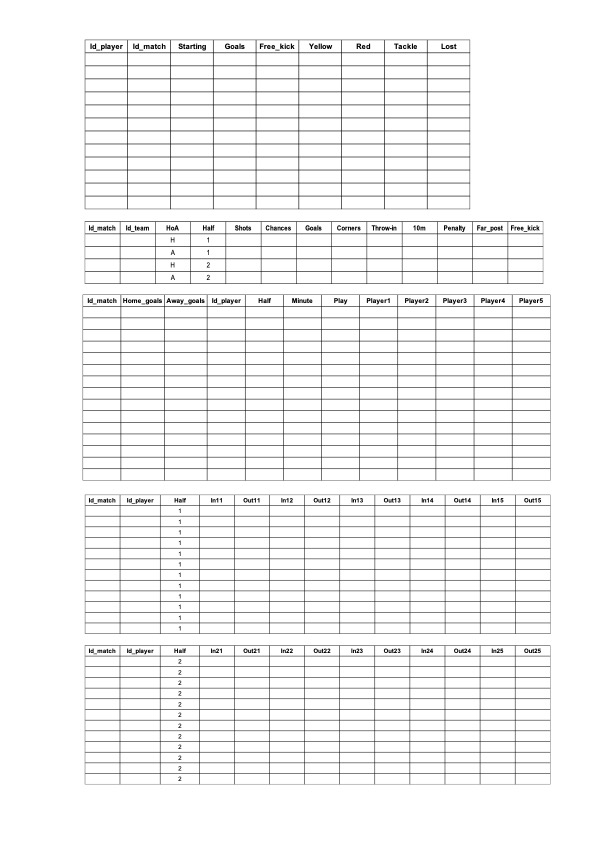 Id_player Id_match Starting Goals Free_kick Yellow Red Tackle Lost
Id_match Id_team HoA Half Shots Chances Goals Corners Throw-in 10m Penalty Far_post Free_kick
H 1
A 1
H 2
A 2
Id_match Home_goals Away_goals Id_player Half Minute Play Player1 Player2 Player3 Player4 Player5
Id_match Id_player Half In11 Out11 In12 Out12 In13 Out13 In14 Out14 In15 Out15
1
1
1
1
1
1
1
1
1
1
1
1
Id_match Id_player Half In21 Out21 In22 Out22 In23 Out23 In24 Out24 In25 Out25
2
2
2
2
2
2
2
2
2
2
2
2